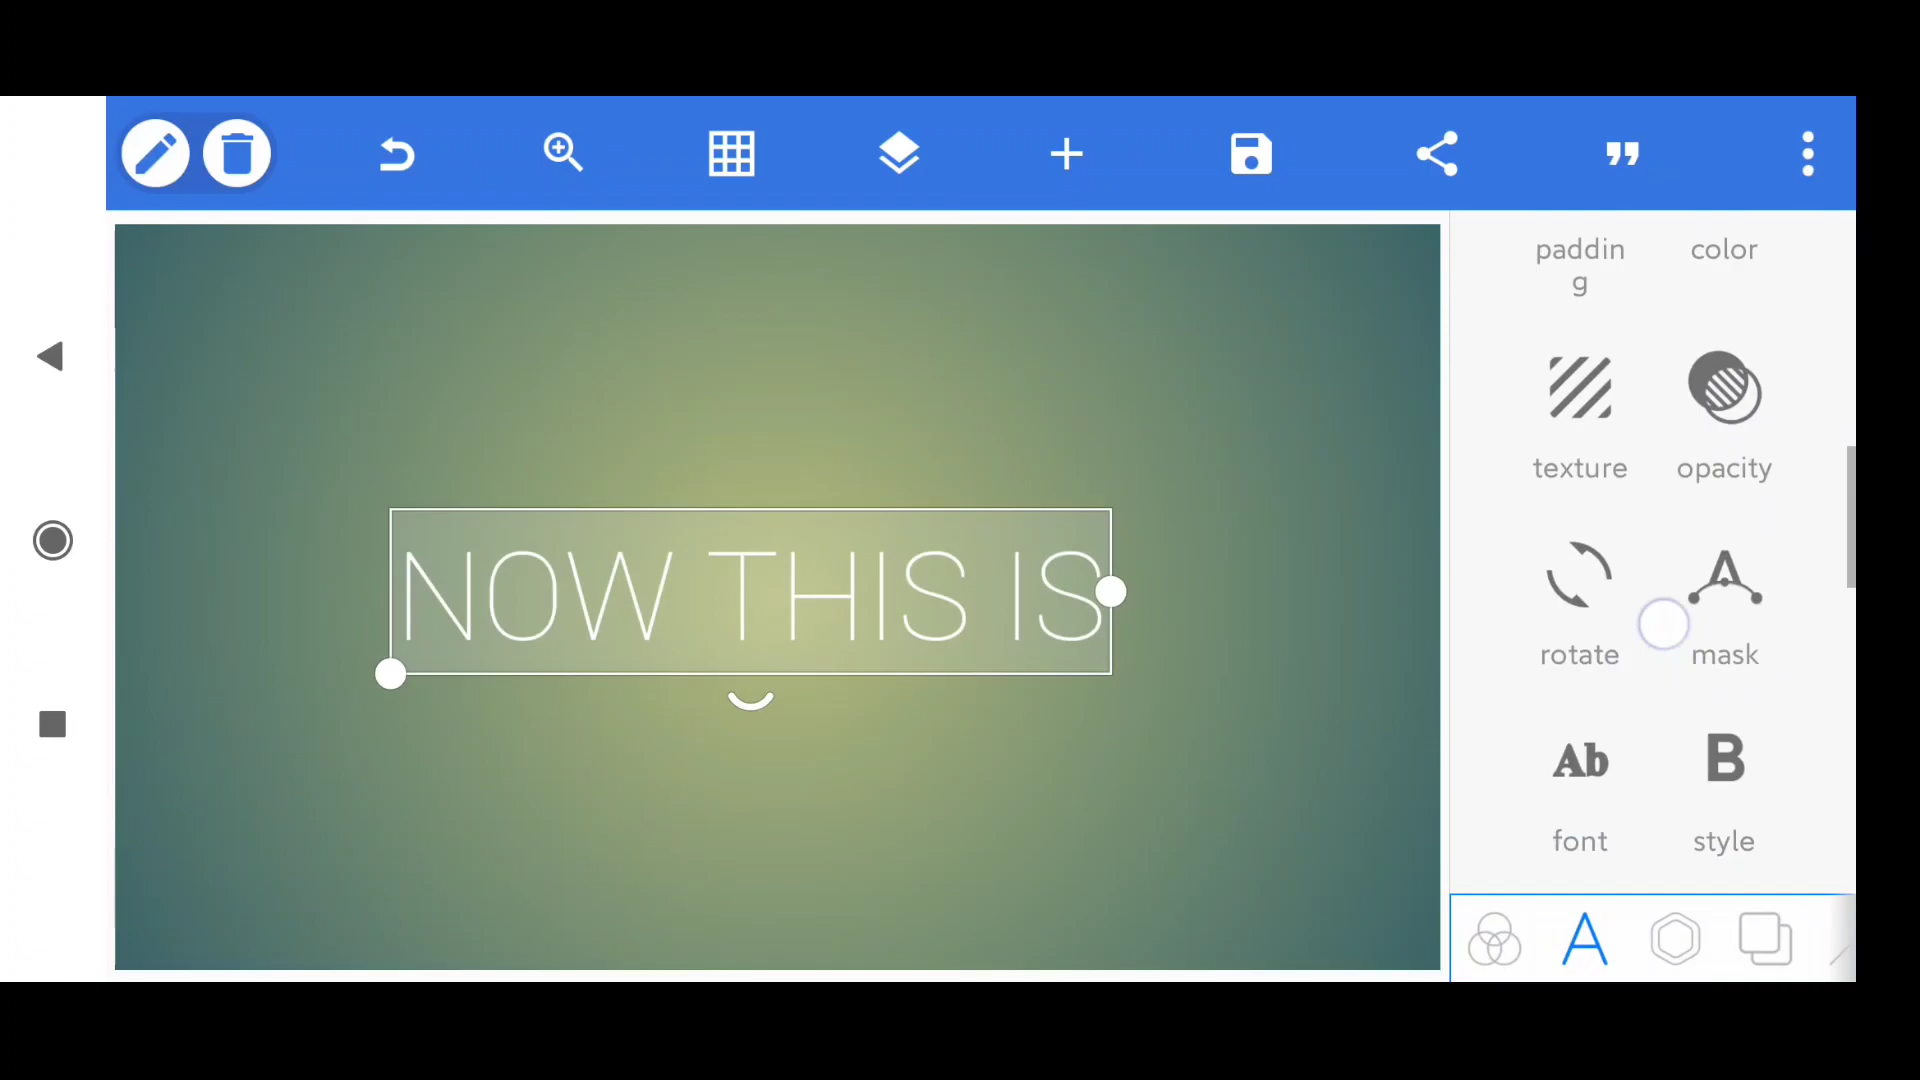 paddin
g
color
texture
opacity
NOW THIS IS
rotate
mask
Ab
B
font
style
A